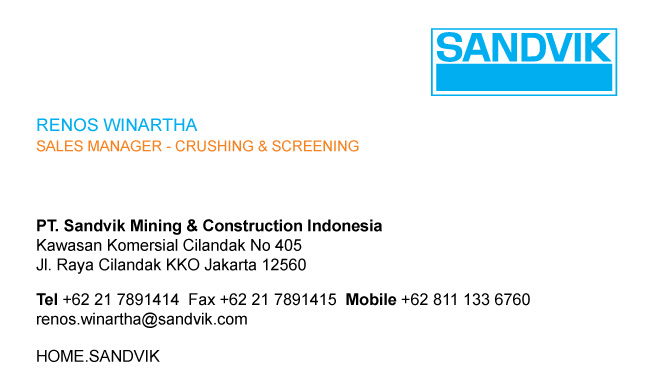 SANDVIK
RENOS WINARTHA
SALES MANAGER - CRUSHING & SCREENING
PT. Sandvik Mining & Construction Indonesia
Kawasan Komersial Cilandak No 405
Jl. Raya Cilandak KKO Jakarta 12560
Tel +62 21 7891414 Fax +62 21 7891415 Mobile +62 811 133 6760
renos.winartha@sandvik.com
HOME.SANDVIK